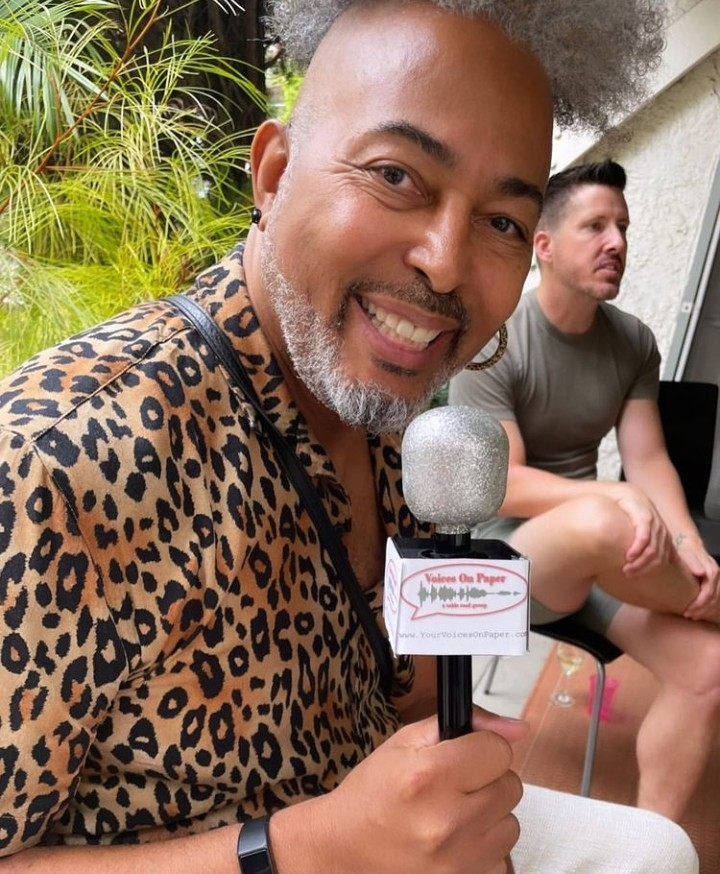 Voices On Paper
a table read group
www.YourVoicesOnPaper.com